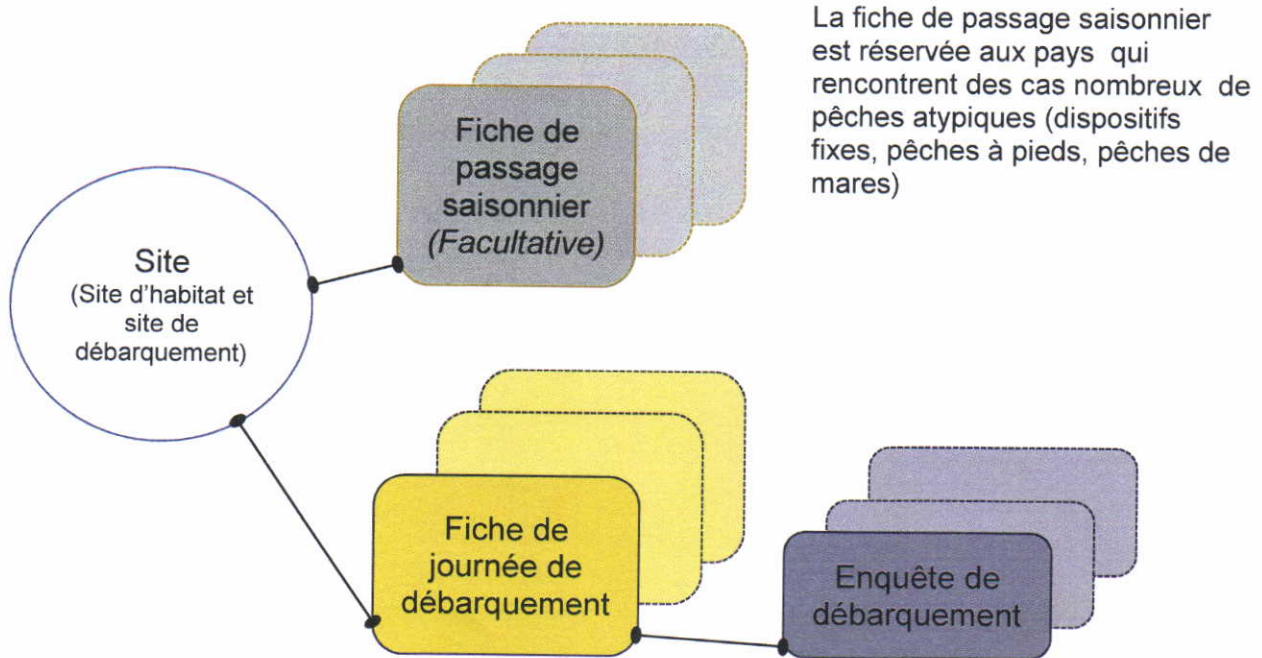 La fiche de passage saisonnier
est réservée aux pays qui
rencontrent des cas nombreux de
pêches atypiques (dispositifs
fixes, pêches à pieds, pêches de
mares)
Fiche de
passage
saisonnier
(Facultative)
Site
(Site d'habitat et
site de
débarquement)
Fiche de
journée de
débarquement
Enquête de
débarquement